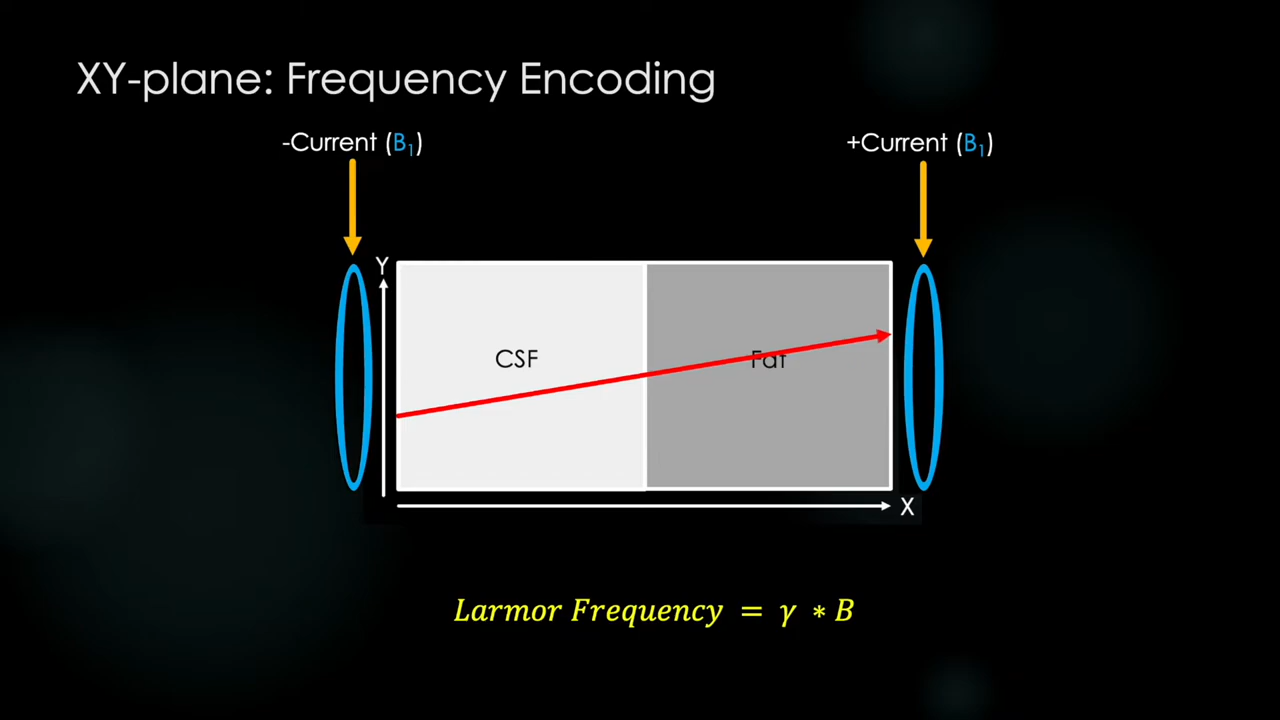 XY-plane: Frequency Encoding
-Current (B₁)
+Current (B₁)
Y
CSF
Fat
X
Larmor Frequency = γ * B